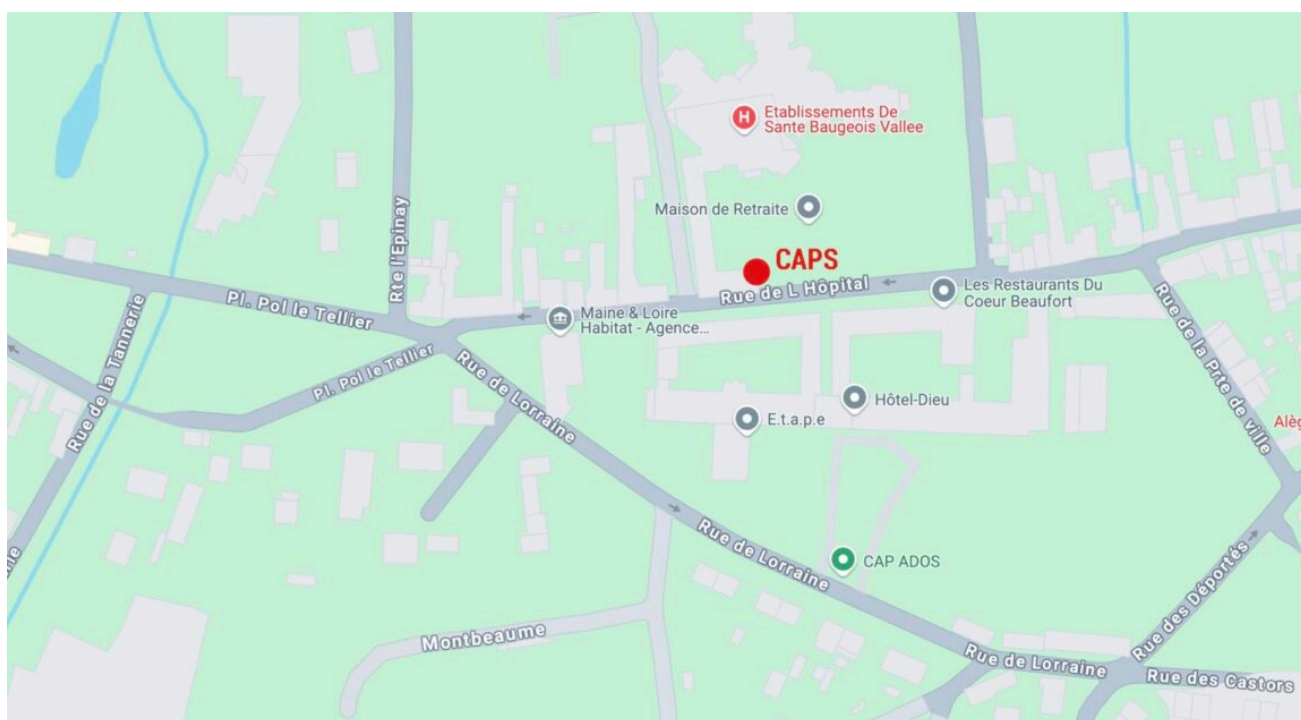 H
Etablissements De
Sante Baugeois Vallee
Maison de Retraite
CAPS
Rte l'Epinay
Rue de L Hôpital
Les Restaurants Du
Coeur Beaufort
Pl. Pol le Tellier
Maine & Loire
Habitat - Agence...
Pl. Pol le Tellier
Rue de la Tannerie
Rue de Lorraine
Rue de la Prte de ville
Hôtel-Dieu
E.t.a.p.e
Alèg
Rue de Lorraine
CAP ADOS
Rue des Déportés
Montbeaume
Rue de Lorraine
Rue des Castors